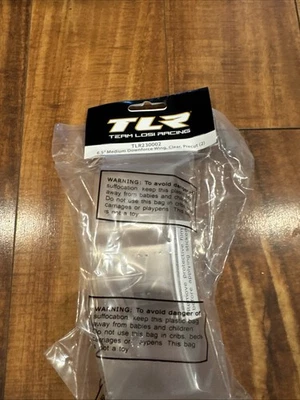 TLR
TEAM LOSI RACING
TLR230002
6.5" Medium Downforce Wing, Clear, Precut (2)
WARNING: To avoid danger of
suffocation, keep this plastic bag
away from babies and children.
Do not use this bag in cribs, beds,
carriages or playpens. This bag
is not a toy.
WARNING: To avoid danger of
suffocation, keep this plastic bag
away from babies and children.
Do not use this bag in cribs, beds,
carriages or playpens. This bag
is not a toy.